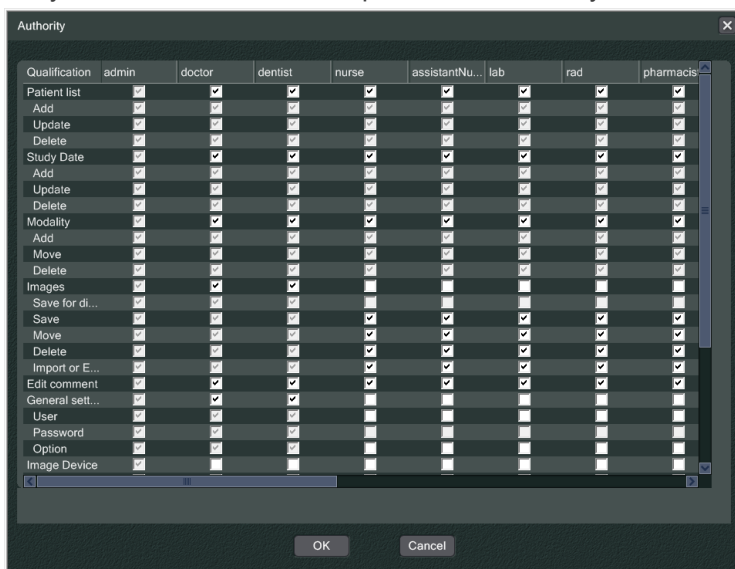 Authority
Qualification admin doctor dentist nurse assistantNu... lab rad pharmacis
Patient list
Add
Update
Delete
Study Date
Add
Update
Delete
Modality
Add
Move
Delete
Images
Save for di...
Save
Move
Delete
Import or E...
Edit comment
General sett...
User
Password
Option
Image Device
OK Cancel